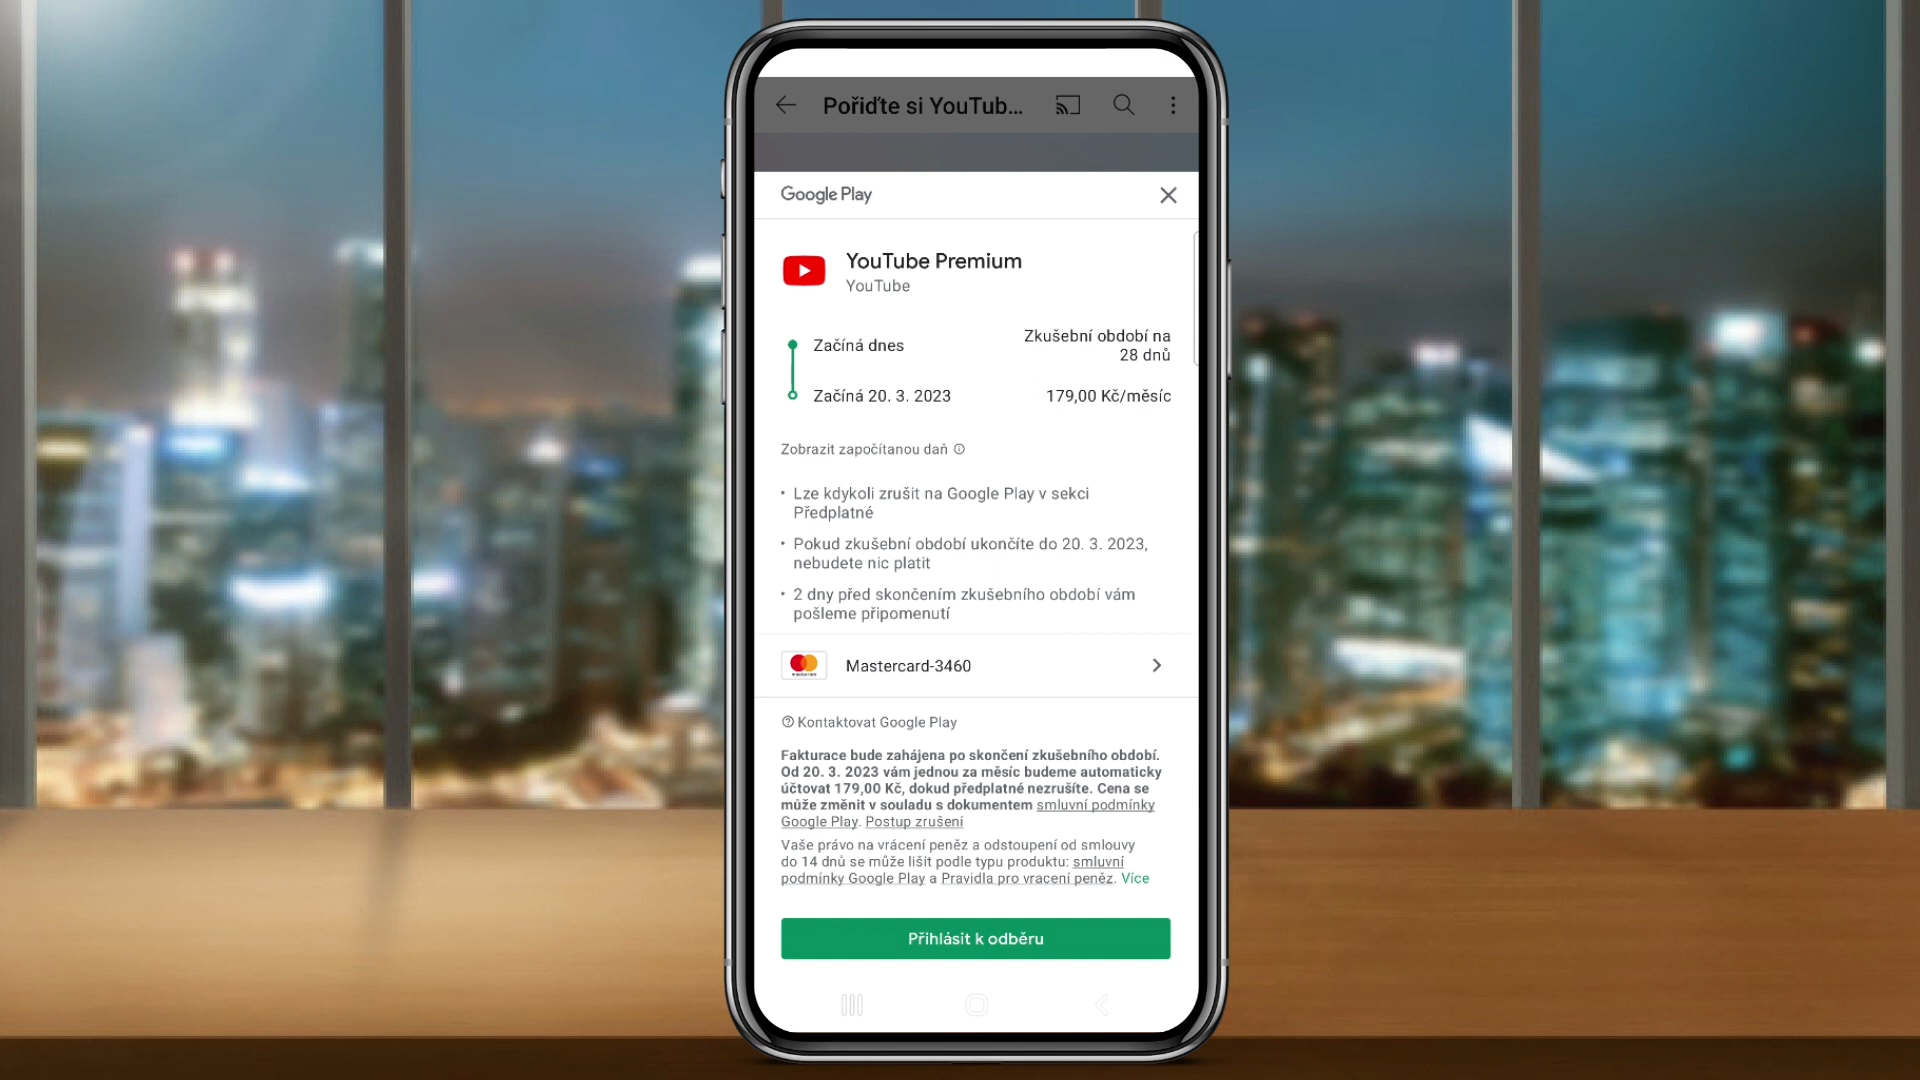 Pořiďte si YouTub...
Google Play
YouTube Premium
YouTube
Začíná dnes
Zkušební období na
28 dnů
Začíná 20. 3. 2023
179,00 Kč/měsíc
Zobrazit započítanou daň
• Lze kdykoli zrušit na Google Play v sekci
Předplatné
• Pokud zkušební období ukončíte do 20. 3. 2023,
nebudete nic platit
• 2 dny před skončením zkušebního období vám
pošleme připomenutí
Mastercard-3460
Kontaktovat Google Play
Fakturace bude zahájena po skončení zkušebního období.
Od 20. 3. 2023 vám jednou za měsíc budeme automaticky
účtovat 179,00 Kč, dokud předplatné nezrušíte. Cena se
může změnit v souladu s dokumentem smluvní podmínky
Google Play. Postup zrušení
Vaše právo na vrácení peněz a odstoupení od smlouvy
do 14 dnů se může lišit podle typu produktu: smluvní
podmínky Google Play a Pravidla pro vracení peněz. Více
Přihlásit k odběru